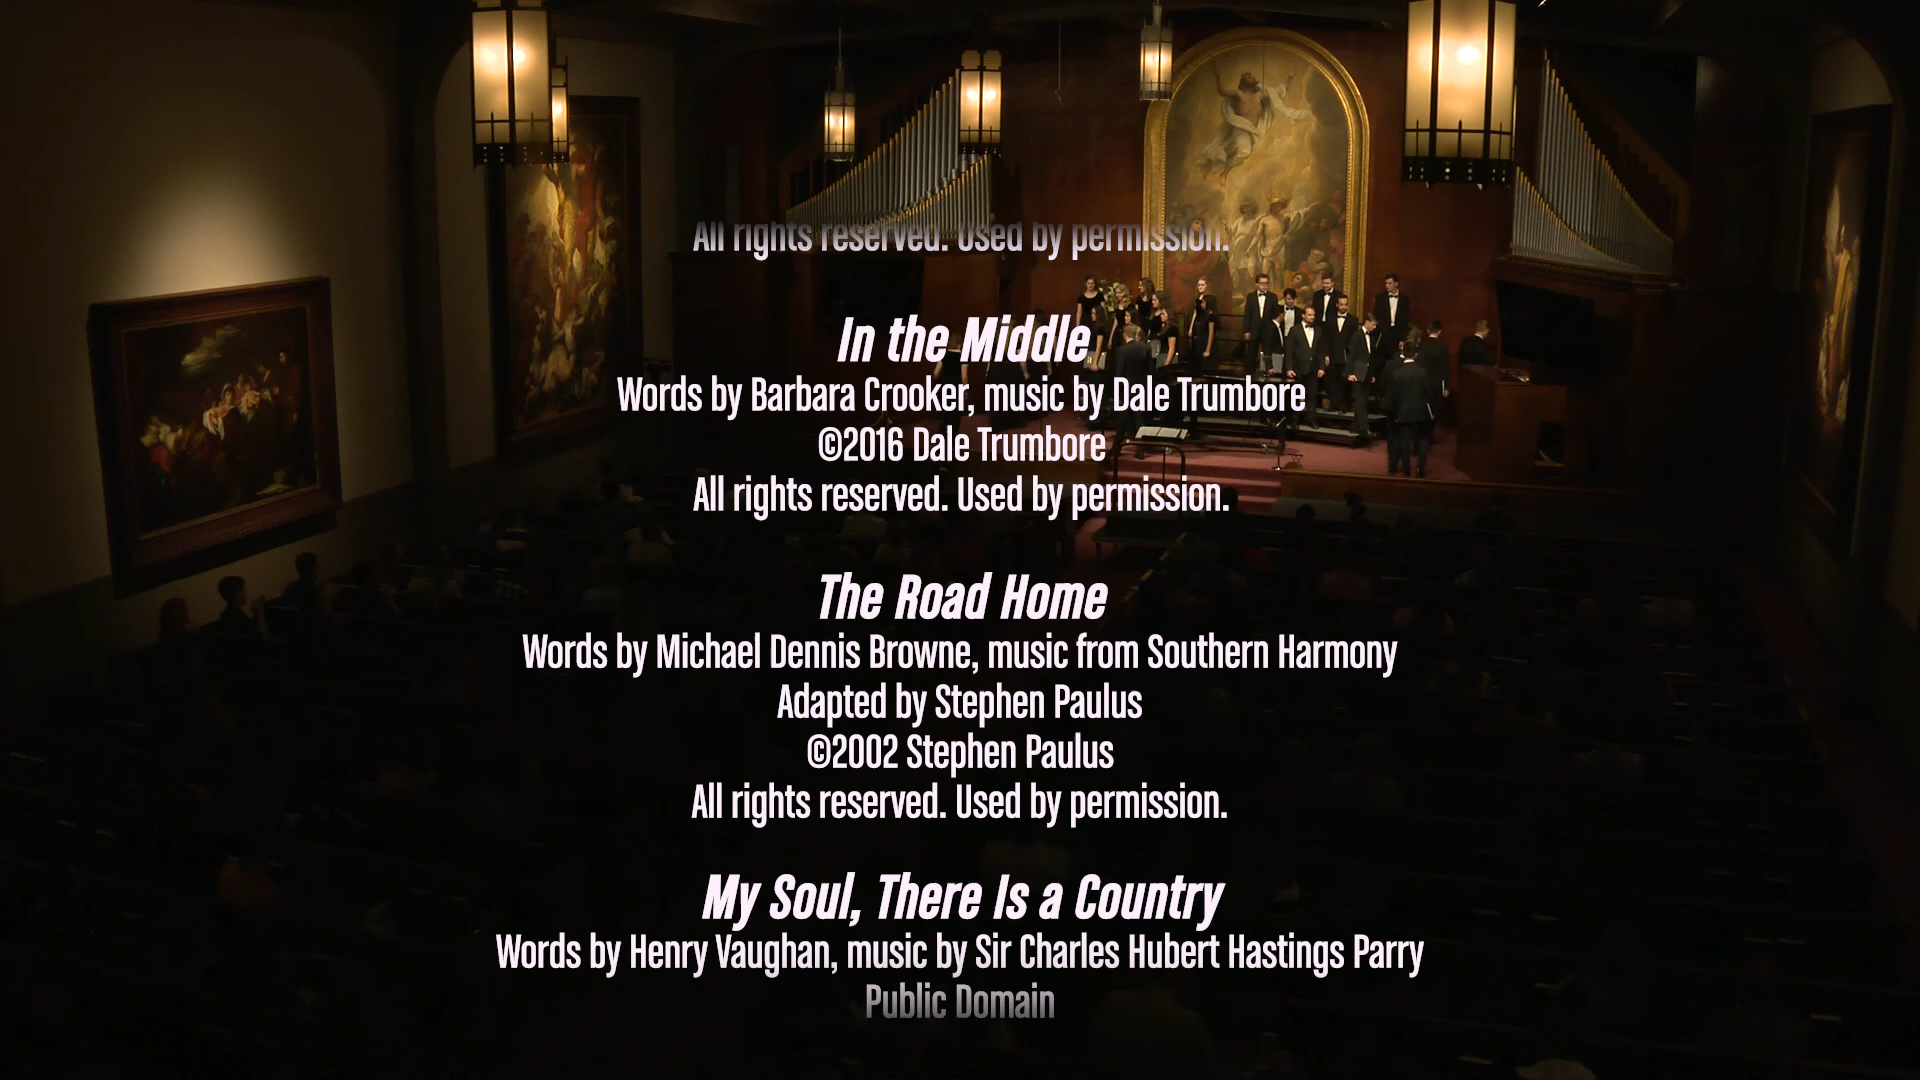 All rights reserved. Used by permission.
In the Middle
Words by Barbara Crooker, music by Dale Trumbore
©2016 Dale Trumbore
All rights reserved. Used by permission.
The Road Home
Words by Michael Dennis Browne, music from Southern Harmony
Adapted by Stephen Paulus
©2002 Stephen Paulus
All rights reserved. Used by permission.
My Soul, There Is a Country
Words by Henry Vaughan, music by Sir Charles Hubert Hastings Parry
Public Domain